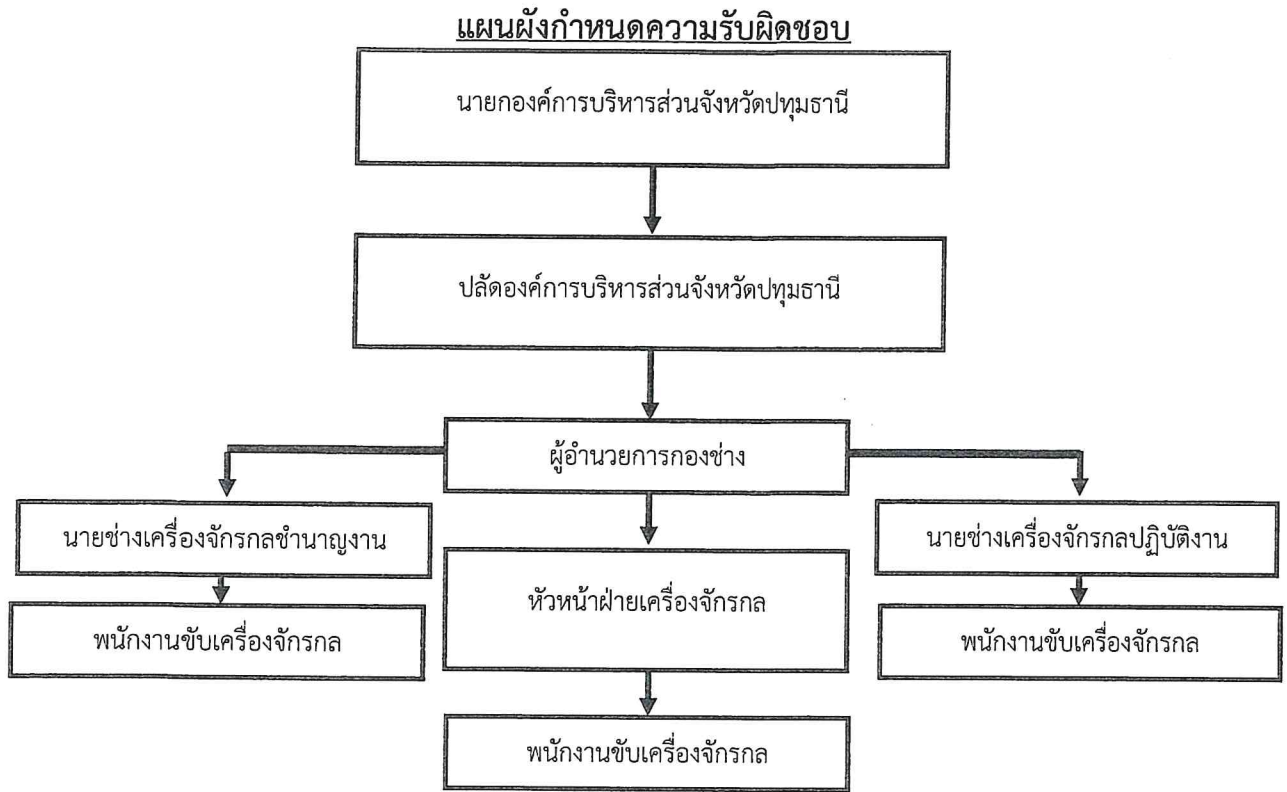 แผนผังกำหนดความรับผิดชอบ
นายกองค์การบริหารส่วนจังหวัดปทุมธานี
ปลัดองค์การบริหารส่วนจังหวัดปทุมธานี
ผู้อำนวยการกองช่าง
นายช่างเครื่องจักรกลชำนาญงาน
หัวหน้าฝ่ายเครื่องจักรกล
นายช่างเครื่องจักรกลปฏิบัติงาน
พนักงานขับเครื่องจักรกล
พนักงานขับเครื่องจักรกล
พนักงานขับเครื่องจักรกล